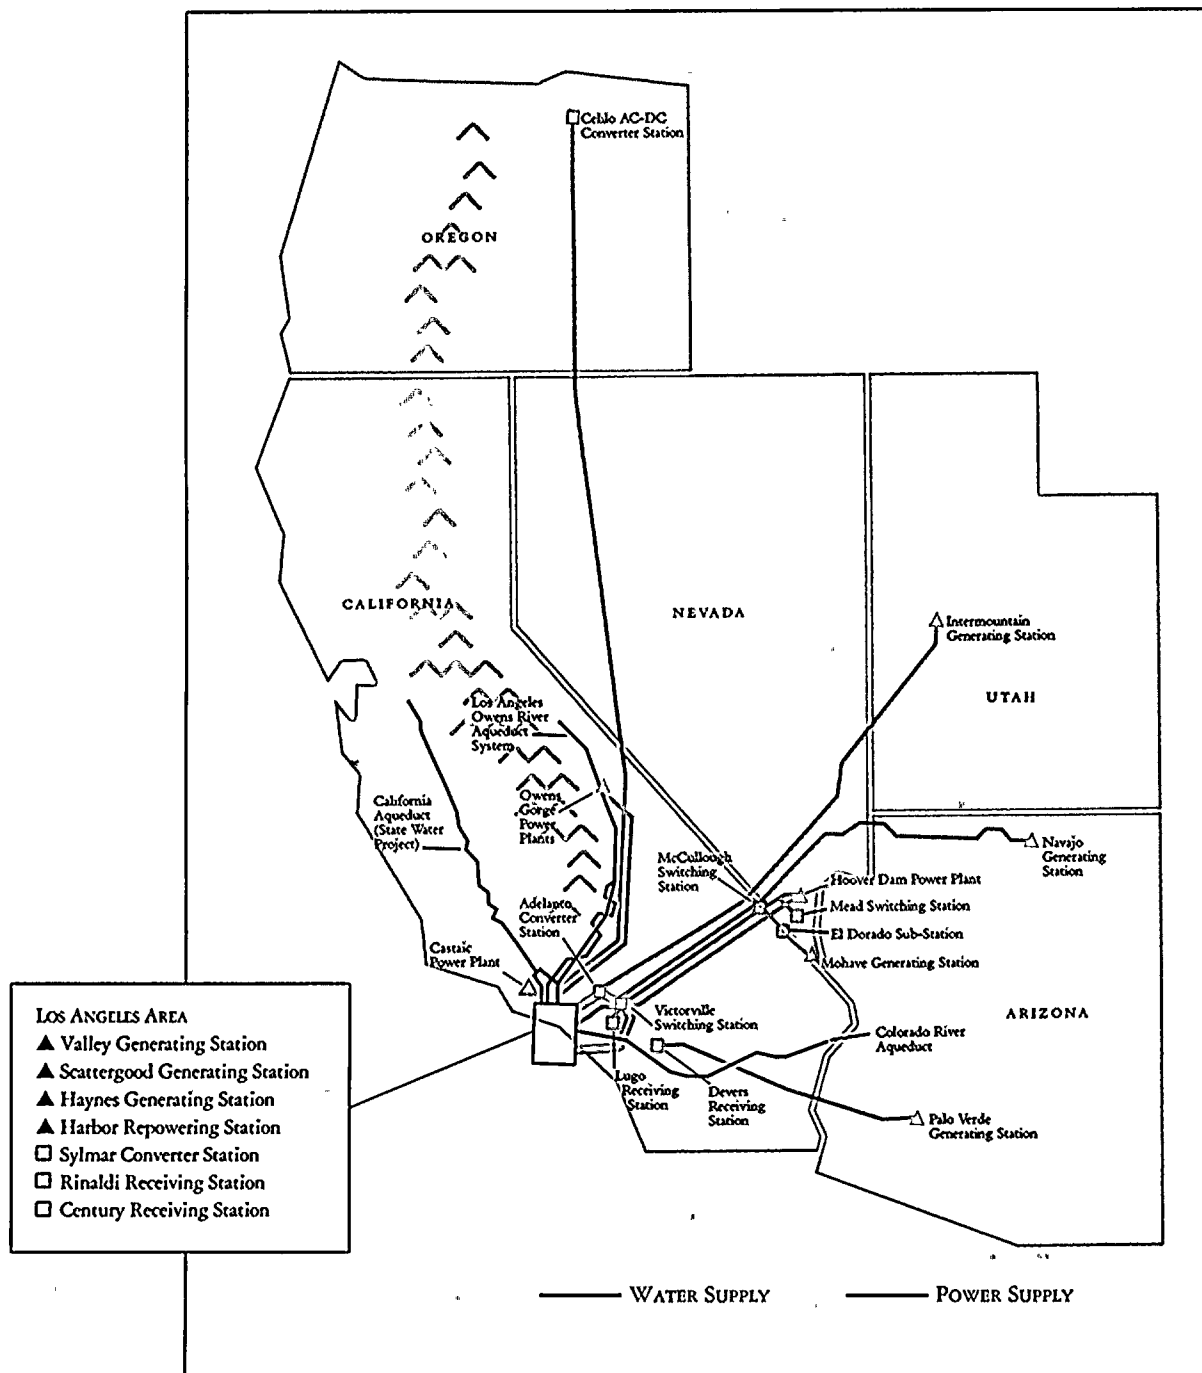 Celilo AC-DC
Converter Station
OREGON
CALIFORNIA
NEVADA
Intermountain
Generating Station
UTAH
Los Angeles
Owens River
Aqueduct
System
Owens
Gorge
Power
Plants
California
Aqueduct
(State Water
Project)
McCullough
Switching
Station
Navajo
Generating
Station
Hoover Dam Power Plant
Mead Switching Station
El Dorado Sub-Station
Mohave Generating Station
Adelanto
Converter
Station
Castaic
Power Plant
Victorville
Switching Station
ARIZONA
Colorado River
Aqueduct
Lugo
Receiving
Station
Devers
Receiving
Station
Palo Verde
Generating Station
LOS ANGELES AREA
Valley Generating Station
Scattergood Generating Station
Haynes Generating Station
Harbor Repowering Station
Sylmar Converter Station
Rinaldi Receiving Station
Century Receiving Station
WATER SUPPLY
POWER SUPPLY